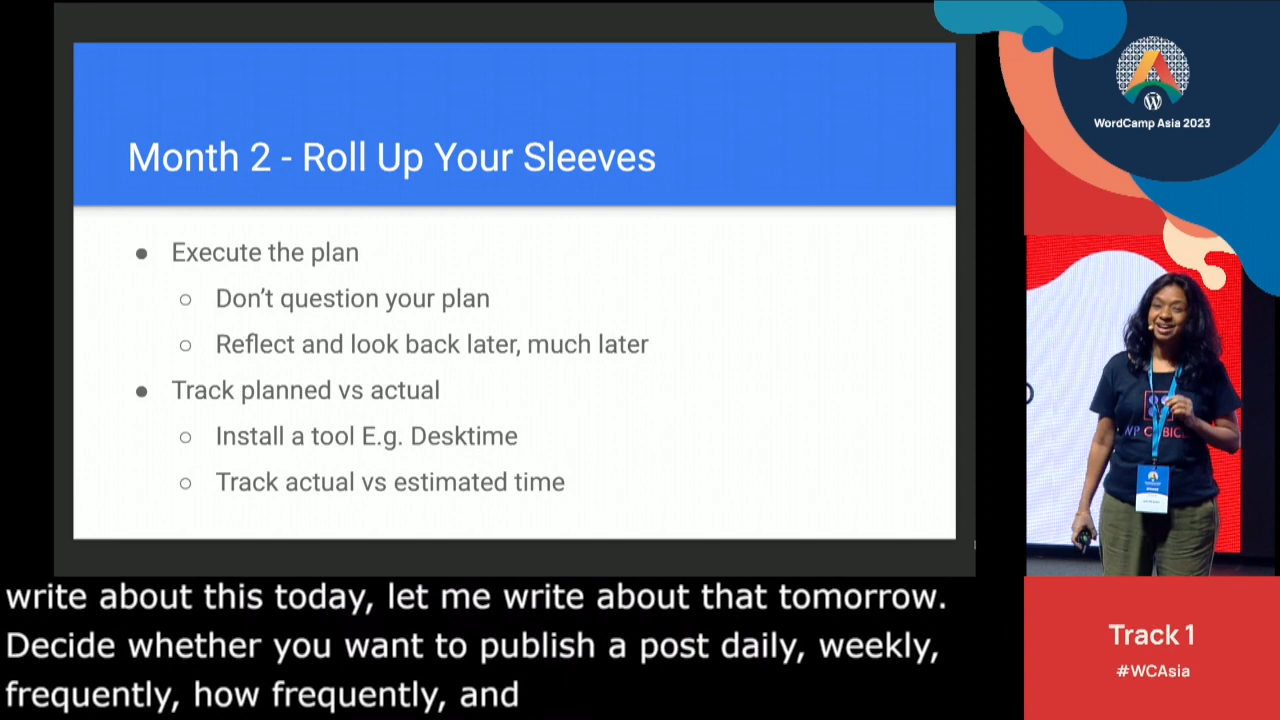 Month 2 - Roll Up Your Sleeves
● Execute the plan
○ Don’t question your plan
○ Reflect and look back later, much later
● Track planned vs actual
○ Install a tool E.g. Desktime
○ Track actual vs estimated time
WordCamp Asia 2023
Track 1
#WCAsia
write about this today, let me write about that tomorrow.
Decide whether you want to publish a post daily, weekly,
frequently, how frequently, and